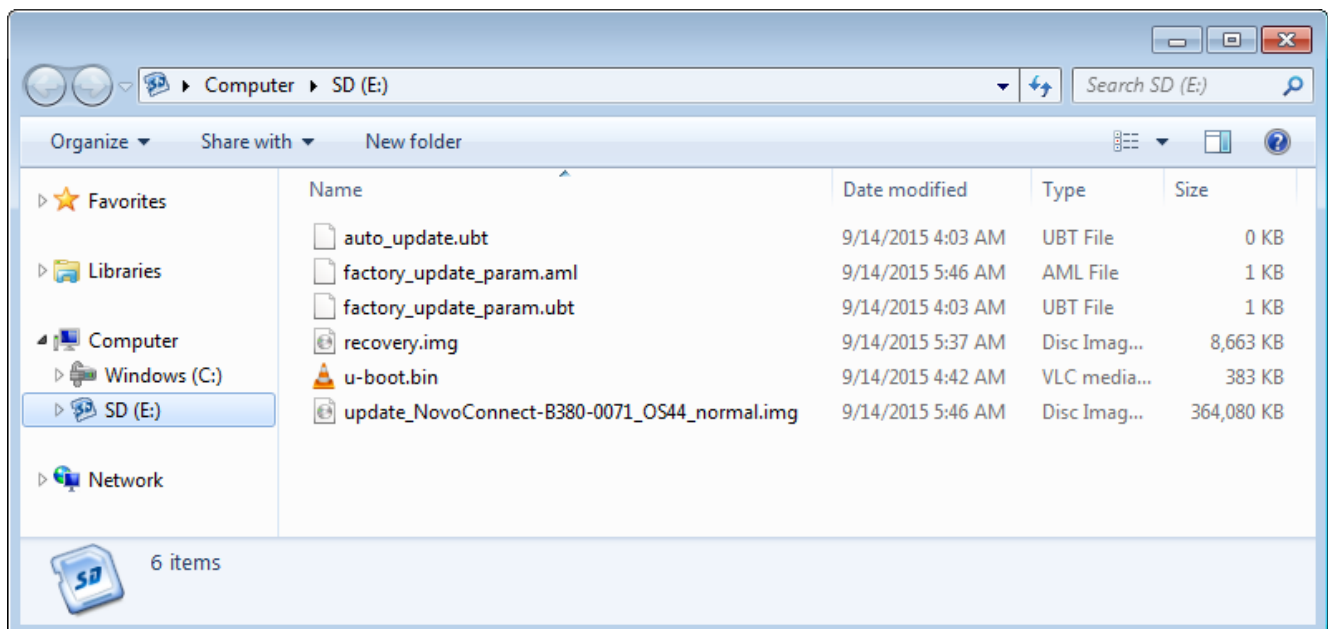 Computer SD (E:) Search SD (E:)
Organize Share with New folder
Name Date modified Type Size
Favorites
auto_update.ubt 9/14/2015 4:03 AM UBT File 0 KB
Libraries factory_update_param.aml 9/14/2015 5:46 AM AML File 1 KB
factory_update_param.ubt 9/14/2015 4:03 AM UBT File 1 KB
Computer recovery.img 9/14/2015 5:37 AM Disc Imag... 8,663 KB
Windows (C:) u-boot.bin 9/14/2015 4:42 AM VLC media... 383 KB
SD (E:) update_NovoConnect-B380-0071_OS44_normal.img 9/14/2015 5:46 AM Disc Imag... 364,080 KB
Network
SD 6 items